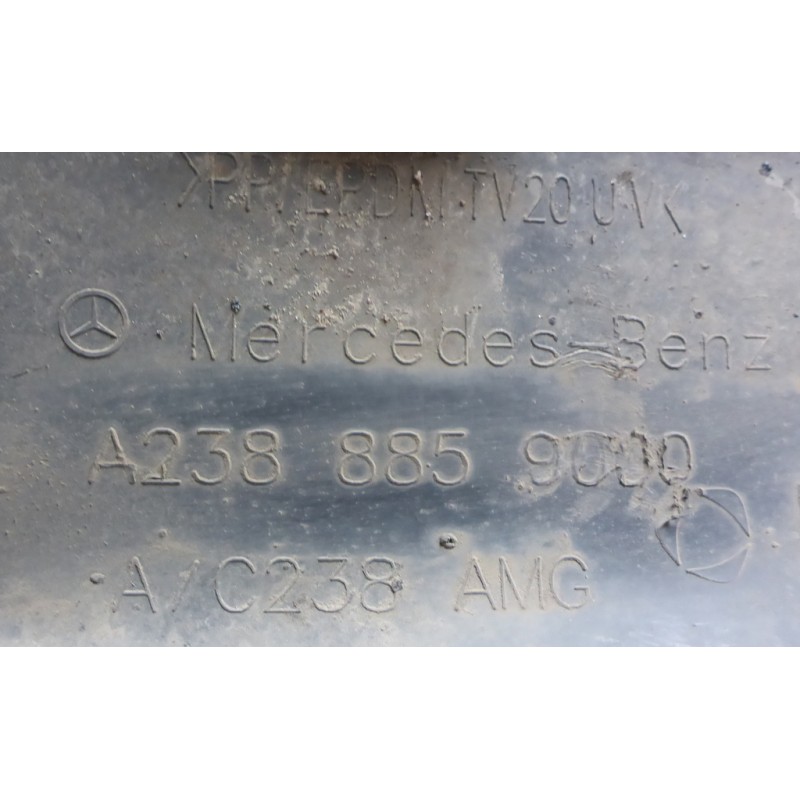 >PP/EPDM TV20 UV<
Mercedes-Benz
A238 885 9000
A/C238 AMG